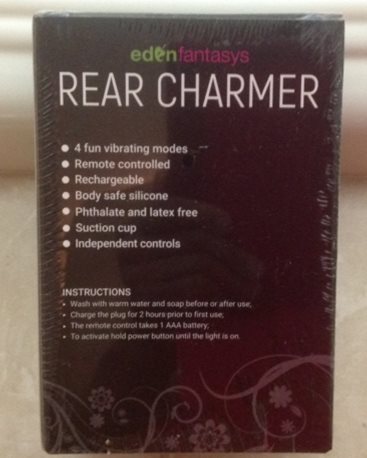 edenfantasys
REAR CHARMER
4 fun vibrating modes
Remote controlled
Rechargeable
Body safe silicone
Phthalate and latex free
Suction cup
Independent controls
INSTRUCTIONS
Wash with warm water and soap before or after use;
Charge the plug for 2 hours prior to first use;
The remote control takes 1 AAA battery;
To activate hold power button until the light is on.